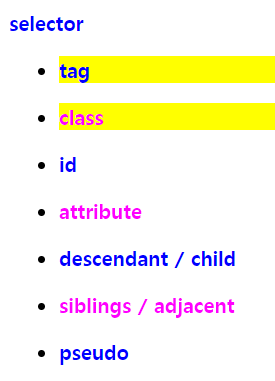 selector
tag
class
id
attribute
descendant / child
siblings / adjacent
pseudo